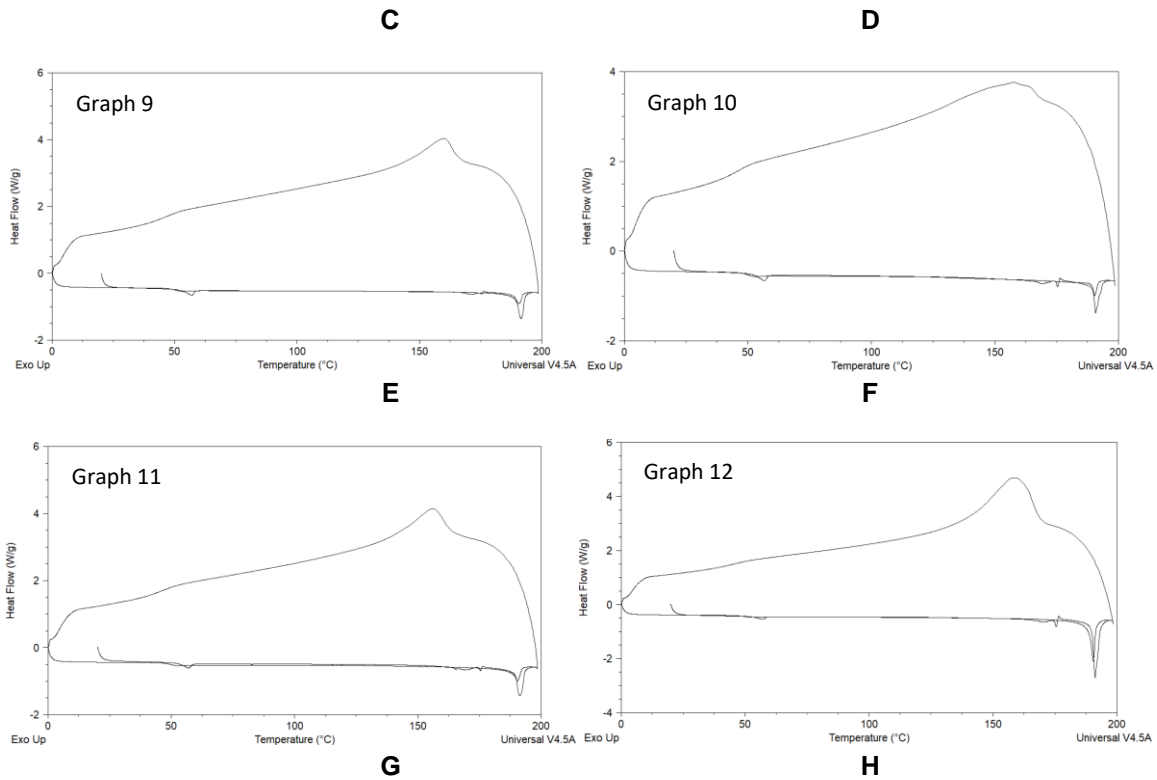 C
D
Graph 9
6
4
2
0
-2
Heat Flow (W/g)
0
50
100
150
200
Exo Up
Temperature (°C)
Universal V4.5A
Graph 10
4
2
0
-2
Heat Flow (W/g)
0
50
100
150
200
Exo Up
Temperature (°C)
Universal V4.5A
E
F
Graph 11
6
4
2
0
-2
Heat Flow (W/g)
0
50
100
150
200
Exo Up
Temperature (°C)
Universal V4.5A
Graph 12
6
4
2
0
-2
-4
Heat Flow (W/g)
0
50
100
150
200
Exo Up
Temperature (°C)
Universal V4.5A
G
H